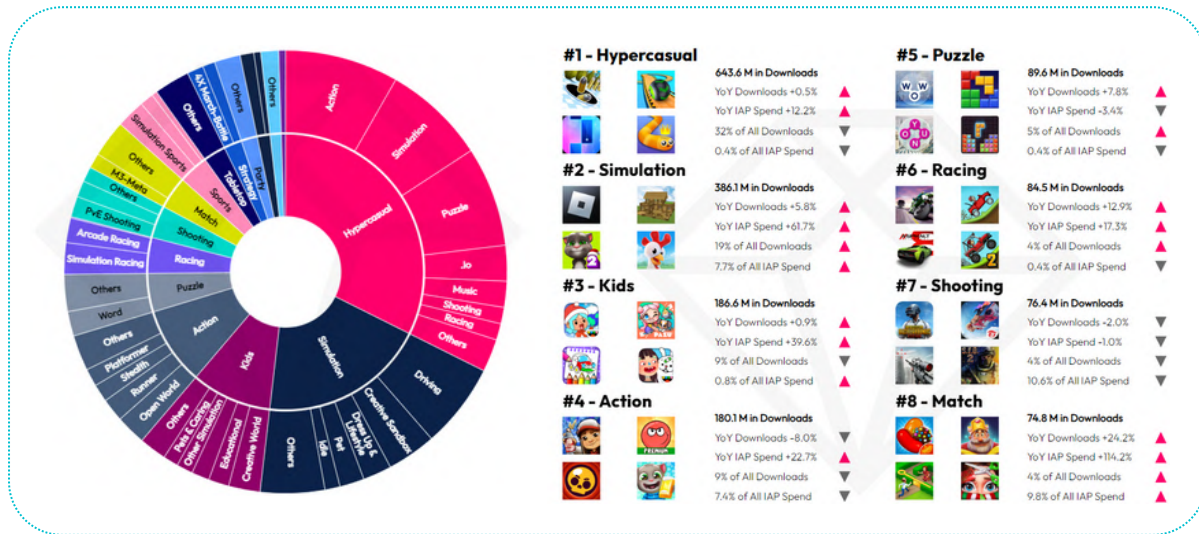 Action
Simulation
Puzzle
.io
Music
Shooting
Racing
Others
Driving
Creative Sandbox
Dress Up &
Lifestyle
Pet
Idle
Others
Creative World
Educational
Other Simulation
Pets & Caring
Others
Open World
Runner
Stealth
Platformer
Others
Word
Others
Simulation Racing
Arcade Racing
PvE Shooting
Others
M3-Meta
Others
Simulation Sports
Others
4X March-Battle
Others
Others
Hypercasual
Simulation
Kids
Action
Puzzle
Racing
Shooting
Match
Sports
Tabletop
Strategy
Party
#1 - Hypercasual
643.6 M in Downloads
YoY Downloads +0.5%
YoY IAP Spend +12.2%
32% of All Downloads
0.4% of All IAP Spend
#2 - Simulation
386.1 M in Downloads
YoY Downloads +5.8%
YoY IAP Spend +61.7%
19% of All Downloads
7.7% of All IAP Spend
#3 - Kids
186.6 M in Downloads
YoY Downloads +0.9%
YoY IAP Spend +39.6%
9% of All Downloads
0.8% of All IAP Spend
#4 - Action
180.1 M in Downloads
YoY Downloads -8.0%
YoY IAP Spend +22.7%
9% of All Downloads
7.4% of All IAP Spend
#5 - Puzzle
89.6 M in Downloads
YoY Downloads +7.8%
YoY IAP Spend -3.4%
5% of All Downloads
0.4% of All IAP Spend
#6 - Racing
84.5 M in Downloads
YoY Downloads +12.9%
YoY IAP Spend +17.3%
4% of All Downloads
0.4% of All IAP Spend
#7 - Shooting
76.4 M in Downloads
YoY Downloads -2.0%
YoY IAP Spend -1.0%
4% of All Downloads
10.6% of All IAP Spend
#8 - Match
74.8 M in Downloads
YoY Downloads +24.2%
YoY IAP Spend +114.2%
4% of All Downloads
9.8% of All IAP Spend